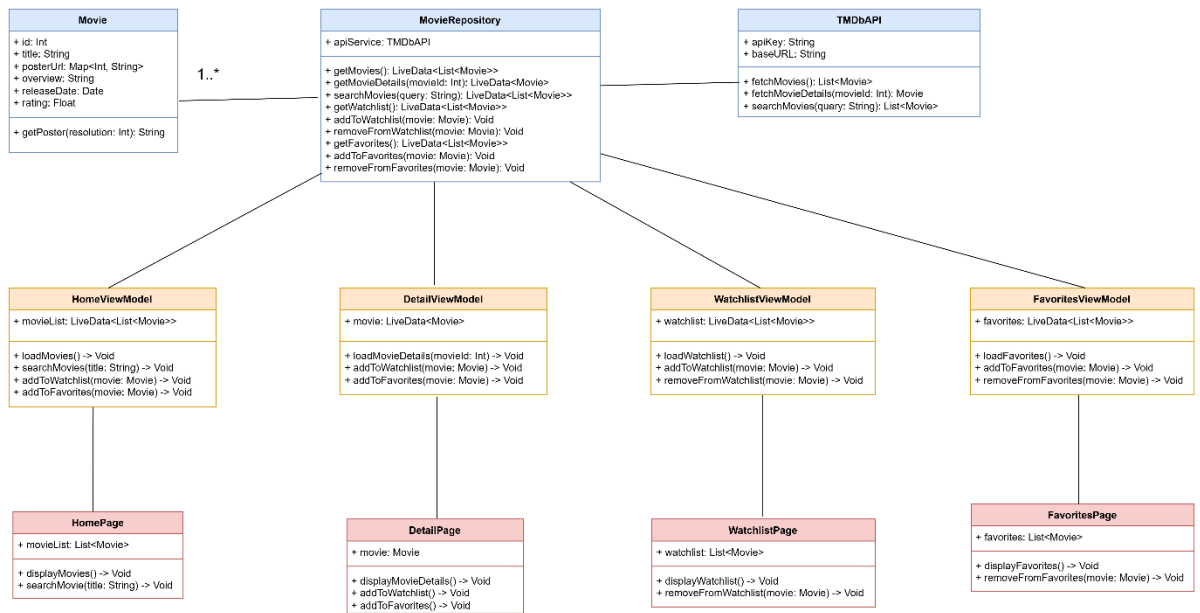 Movie
+ id: Int
+ title: String
+ posterUrl: Map<Int, String>
+ overview: String
+ releaseDate: Date
+ rating: Float
+ getPoster(resolution: Int): String
1..*
MovieRepository
+ apiService: TMDbAPI
+ getMovies(): LiveData<List<Movie>>
+ getMovieDetails(movieId: Int): LiveData<Movie>
+ searchMovies(query: String): LiveData<List<Movie>>
+ getWatchlist(): LiveData<List<Movie>>
+ addToWatchlist(movie: Movie): Void
+ removeFromWatchlist(movie: Movie): Void
+ getFavorites(): LiveData<List<Movie>>
+ addToFavorites(movie: Movie): Void
+ removeFromFavorites(movie: Movie): Void
TMDbAPI
+ apiKey: String
+ baseURL: String
+ fetchMovies(): List<Movie>
+ fetchMovieDetails(movieId: Int): Movie
+ searchMovies(query: String): List<Movie>
HomeViewModel
+ movieList: LiveData<List<Movie>>
+ loadMovies() -> Void
+ searchMovies(title: String) -> Void
+ addToWatchlist(movie: Movie) -> Void
+ addToFavorites(movie: Movie) -> Void
DetailViewModel
+ movie: LiveData<Movie>
+ loadMovieDetails(movieId: Int) -> Void
+ addToWatchlist(movie: Movie) -> Void
+ addToFavorites(movie: Movie) -> Void
WatchlistViewModel
+ watchlist: LiveData<List<Movie>>
+ loadWatchlist() -> Void
+ addToWatchlist(movie: Movie) -> Void
+ removeFromWatchlist(movie: Movie) -> Void
FavoritesViewModel
+ favorites: LiveData<List<Movie>>
+ loadFavorites() -> Void
+ addToFavorites(movie: Movie) -> Void
+ removeFromFavorites(movie: Movie) -> Void
HomePage
+ movieList: List<Movie>
+ displayMovies() -> Void
+ searchMovie(title: String) -> Void
DetailPage
+ movie: Movie
+ displayMovieDetails() -> Void
+ addToWatchlist() -> Void
+ addToFavorites() -> Void
WatchlistPage
+ watchlist: List<Movie>
+ displayWatchlist() -> Void
+ removeFromWatchlist(movie: Movie) -> Void
FavoritesPage
+ favorites: List<Movie>
+ displayFavorites() -> Void
+ removeFromFavorites(movie: Movie) -> Void